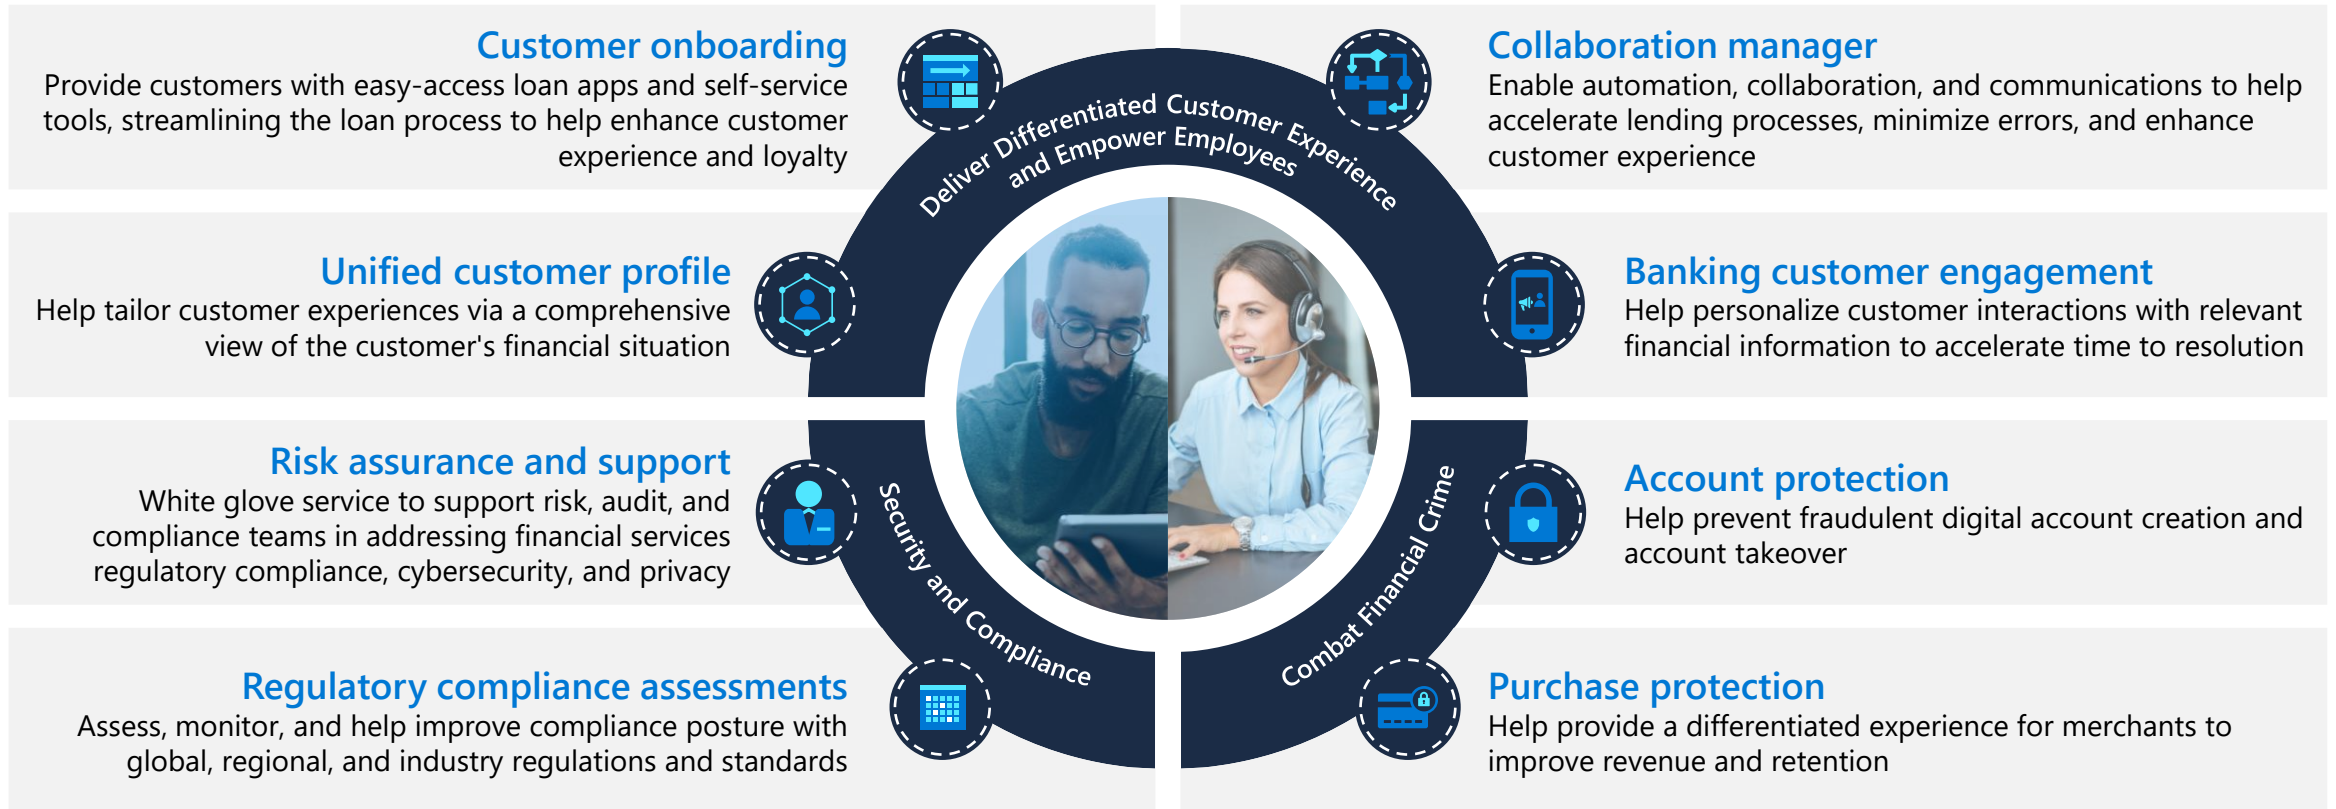 Customer onboarding
Provide customers with easy-access loan apps and self-service
tools, streamlining the loan process to help enhance customer
experience and loyalty
Unified customer profile
Help tailor customer experiences via a comprehensive
view of the customer's financial situation
Risk assurance and support
White glove service to support risk, audit, and
compliance teams in addressing financial services
regulatory compliance, cybersecurity, and privacy
Regulatory compliance assessments
Assess, monitor, and help improve compliance posture with
global, regional, and industry regulations and standards
Deliver Differentiated Customer Experience
and Empower Employees
Security and Compliance
Combat Financial Crime
Collaboration manager
Enable automation, collaboration, and communications to help
accelerate lending processes, minimize errors, and enhance
customer experience
Banking customer engagement
Help personalize customer interactions with relevant
financial information to accelerate time to resolution
Account protection
Help prevent fraudulent digital account creation and
account takeover
Purchase protection
Help provide a differentiated experience for merchants to
improve revenue and retention